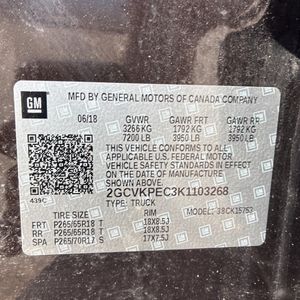 GM
MFD BY GENERAL MOTORS OF CANADA COMPANY
06/18 GVWR GAWR FRT GAWR RR
3266 KG 1792 KG 1792 KG
7200 LB 3950 LB 3950 LB
THIS VEHICLE CONFORMS TO ALL APPLICABLE U.S.
FEDERAL MOTOR VEHICLE SAFETY STANDARDS IN
EFFECT ON THE DATE OF MANUFACTURE SHOWN ABOVE.
2GCVKPEC3K1103268
439C TYPE: TRUCK
RIM
FRT P265/65R18 T 18X8.5J
RR P265/65R18 T 18X8.5J
SPA P265/70R17 S 17X7.5J